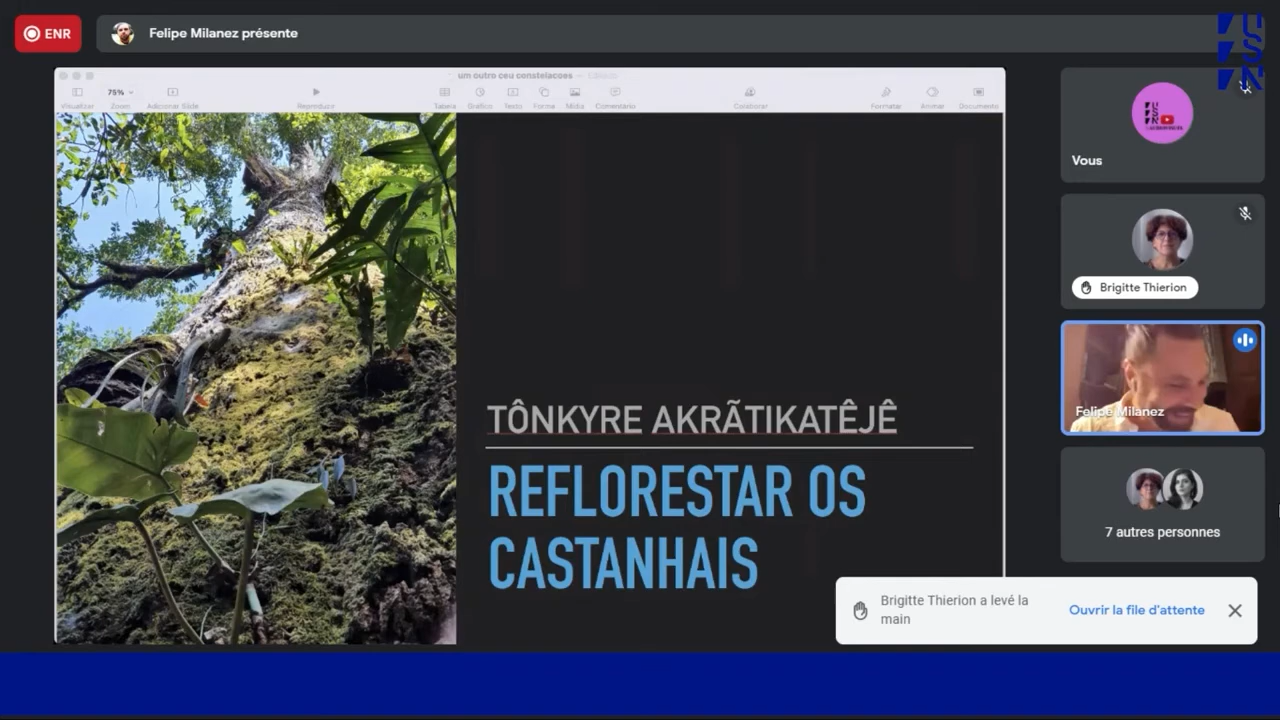 ENR
Felipe Milanez présente
USN
um outro ceu constelacoes
75%
Visualizar
Zoom
Adicionar Slide
Reproduzir
Tabela
Gráfico
Texto
Forma
Mídia
Comentário
Colaborar
Formatar
Animar
Documento
Vous
Brigitte Thierion
Felipe Milanez
7 autres personnes
TÔNKYRE AKRÃTIKATÊJÊ
REFLORESTAR OS
CASTANHAIS
Brigitte Thierion a levé la
main
Ouvrir la file d'attente